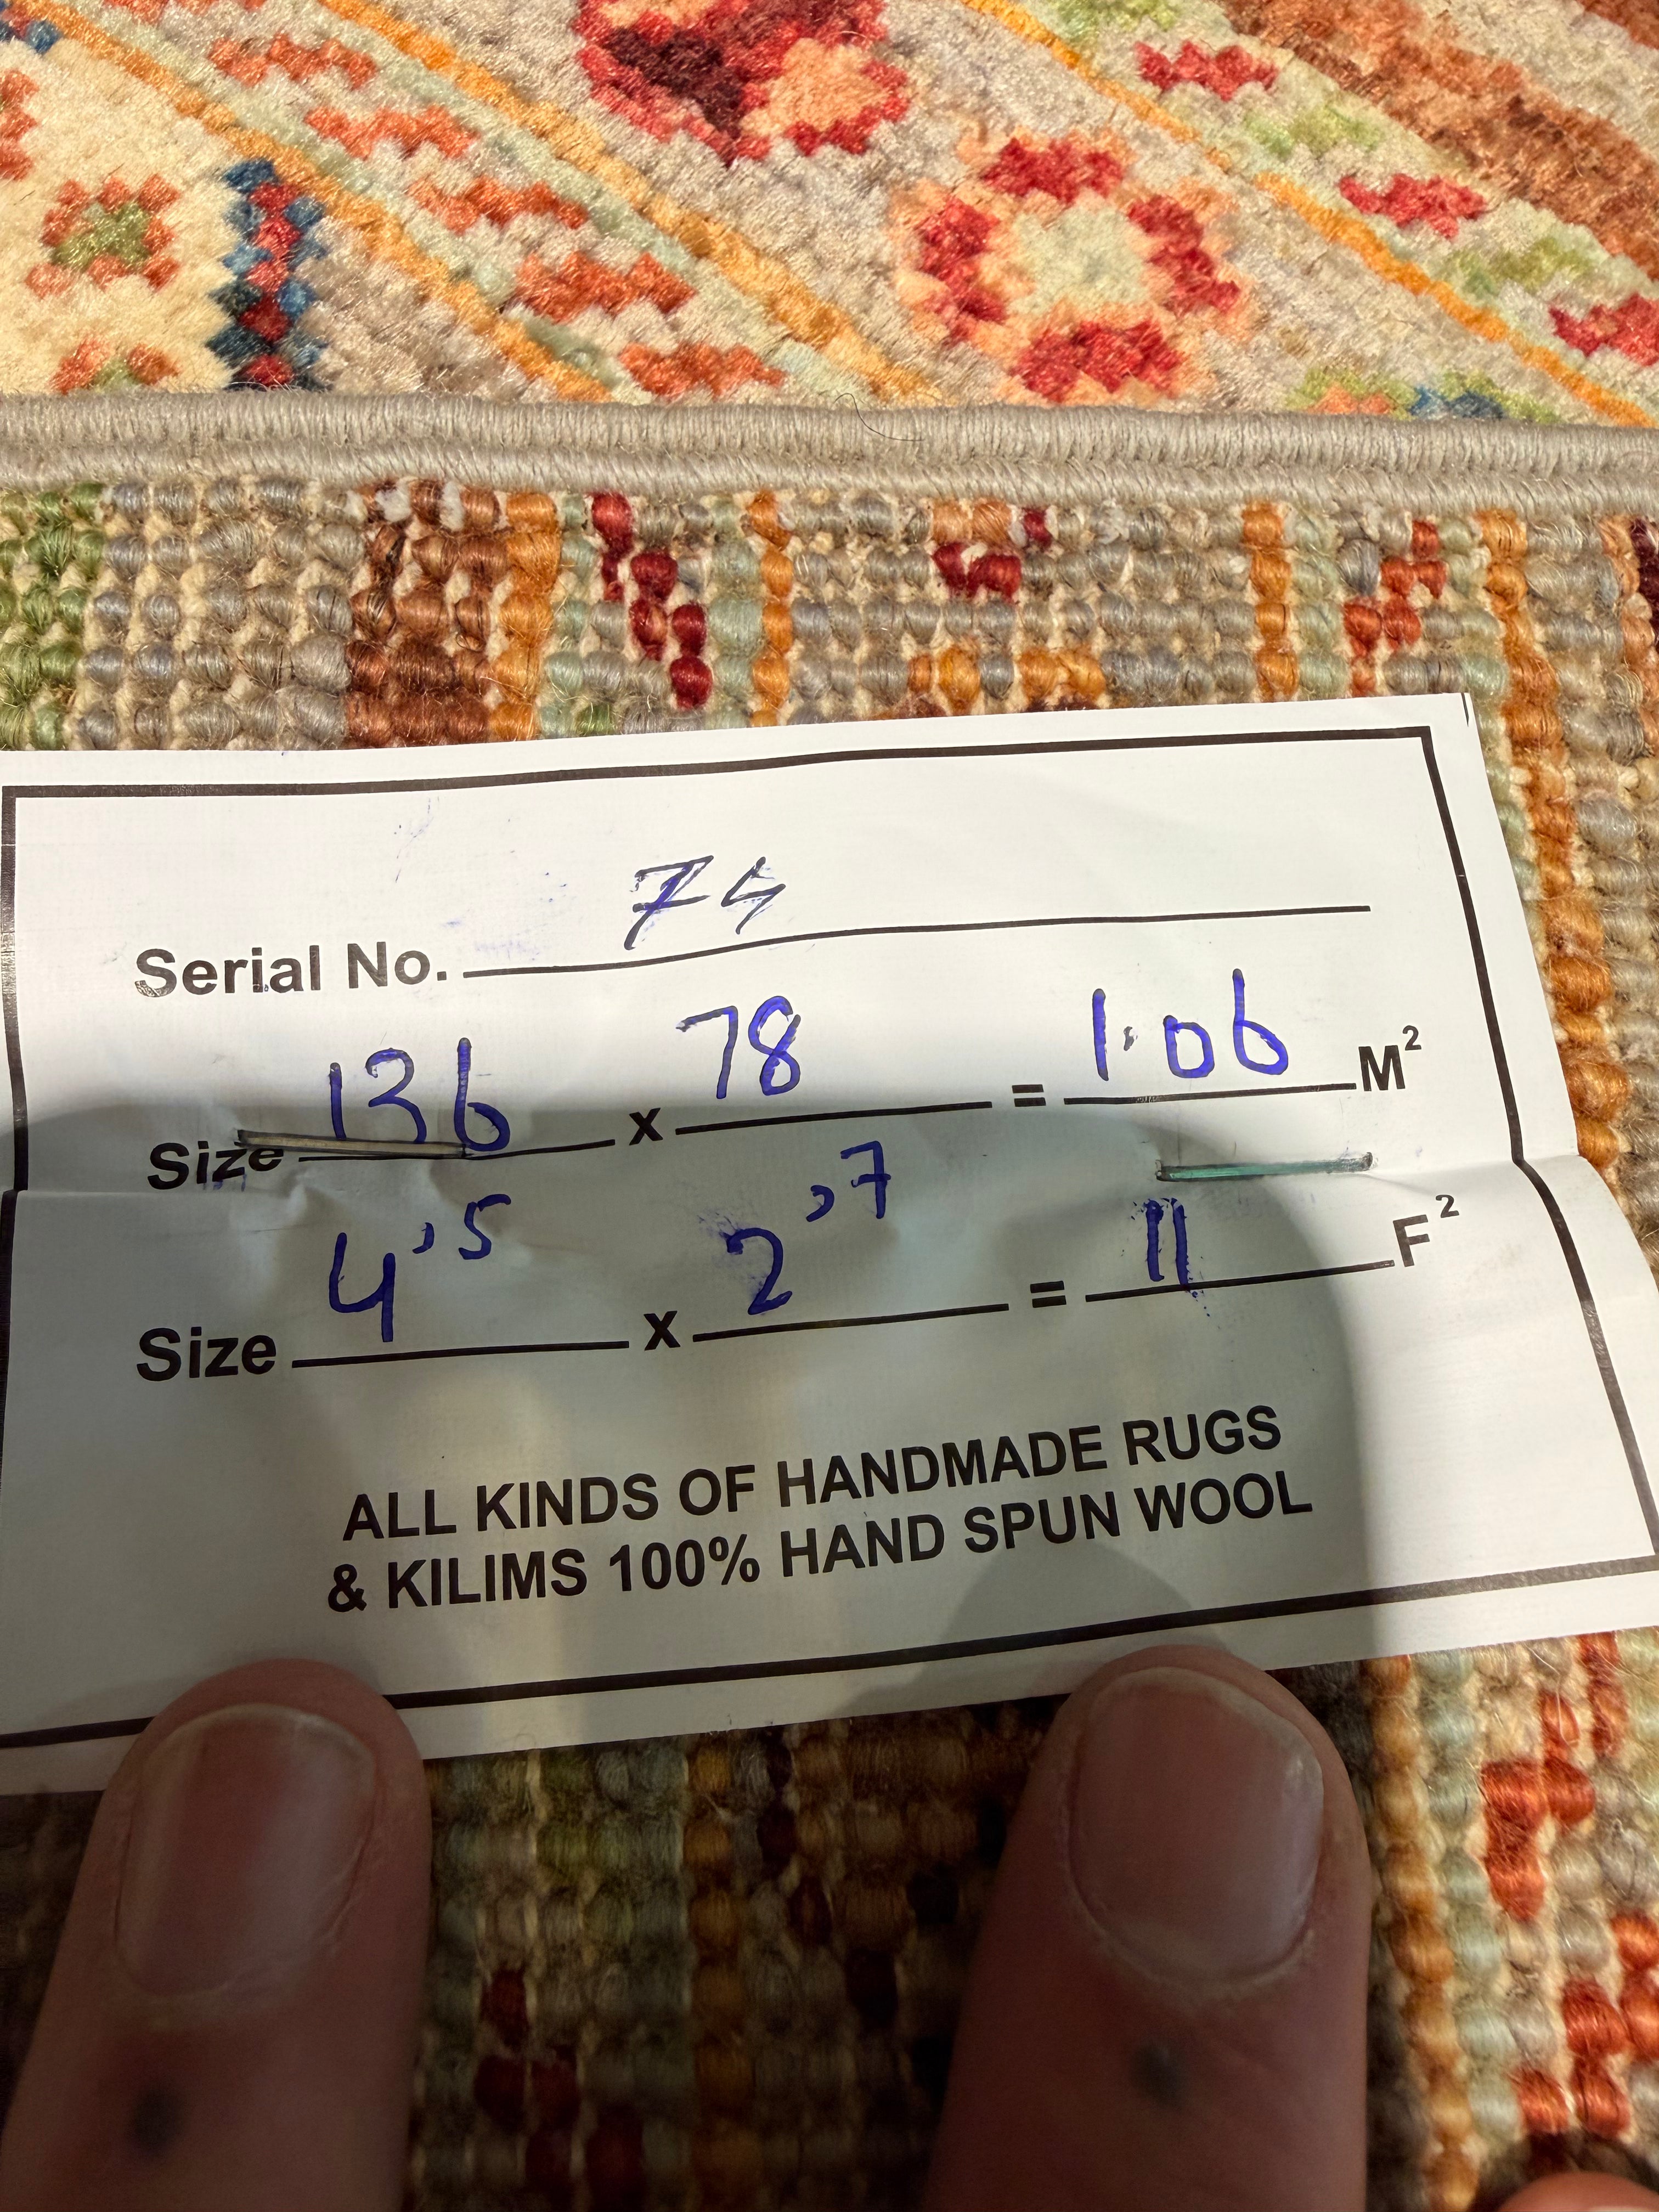 Serial No. 74
Size 136 x 78 = 1.06 M²
Size 4,5 x 2,7 = 11 F²
ALL KINDS OF HANDMADE RUGS
& KILIMS 100% HAND SPUN WOOL